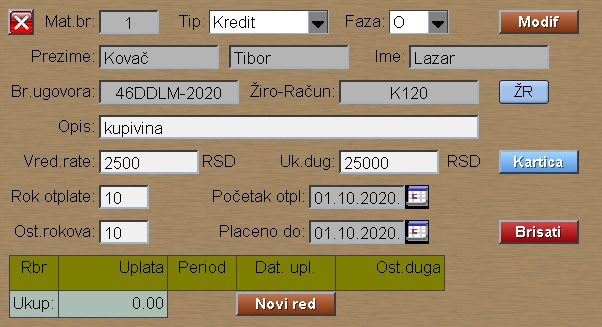 Mat.br: 1 Tip: Kredit Faza: O Modif
Prezime: Kovač Tibor Ime: Lazar
Br.ugovora: 46DDLM-2020 Žiro-Račun: K120 ŽR
Opis: kupivina
Vred.rate: 2500 RSD Uk.dug: 25000 RSD Kartica
Rok otplate: 10 Početak otpl: 01.10.2020.
Ost.rokova: 10 Placeno do: 01.10.2020. Brisati
Rbr Uplata Period Dat. upl. Ost.duga
Ukup: 0.00 Novi red